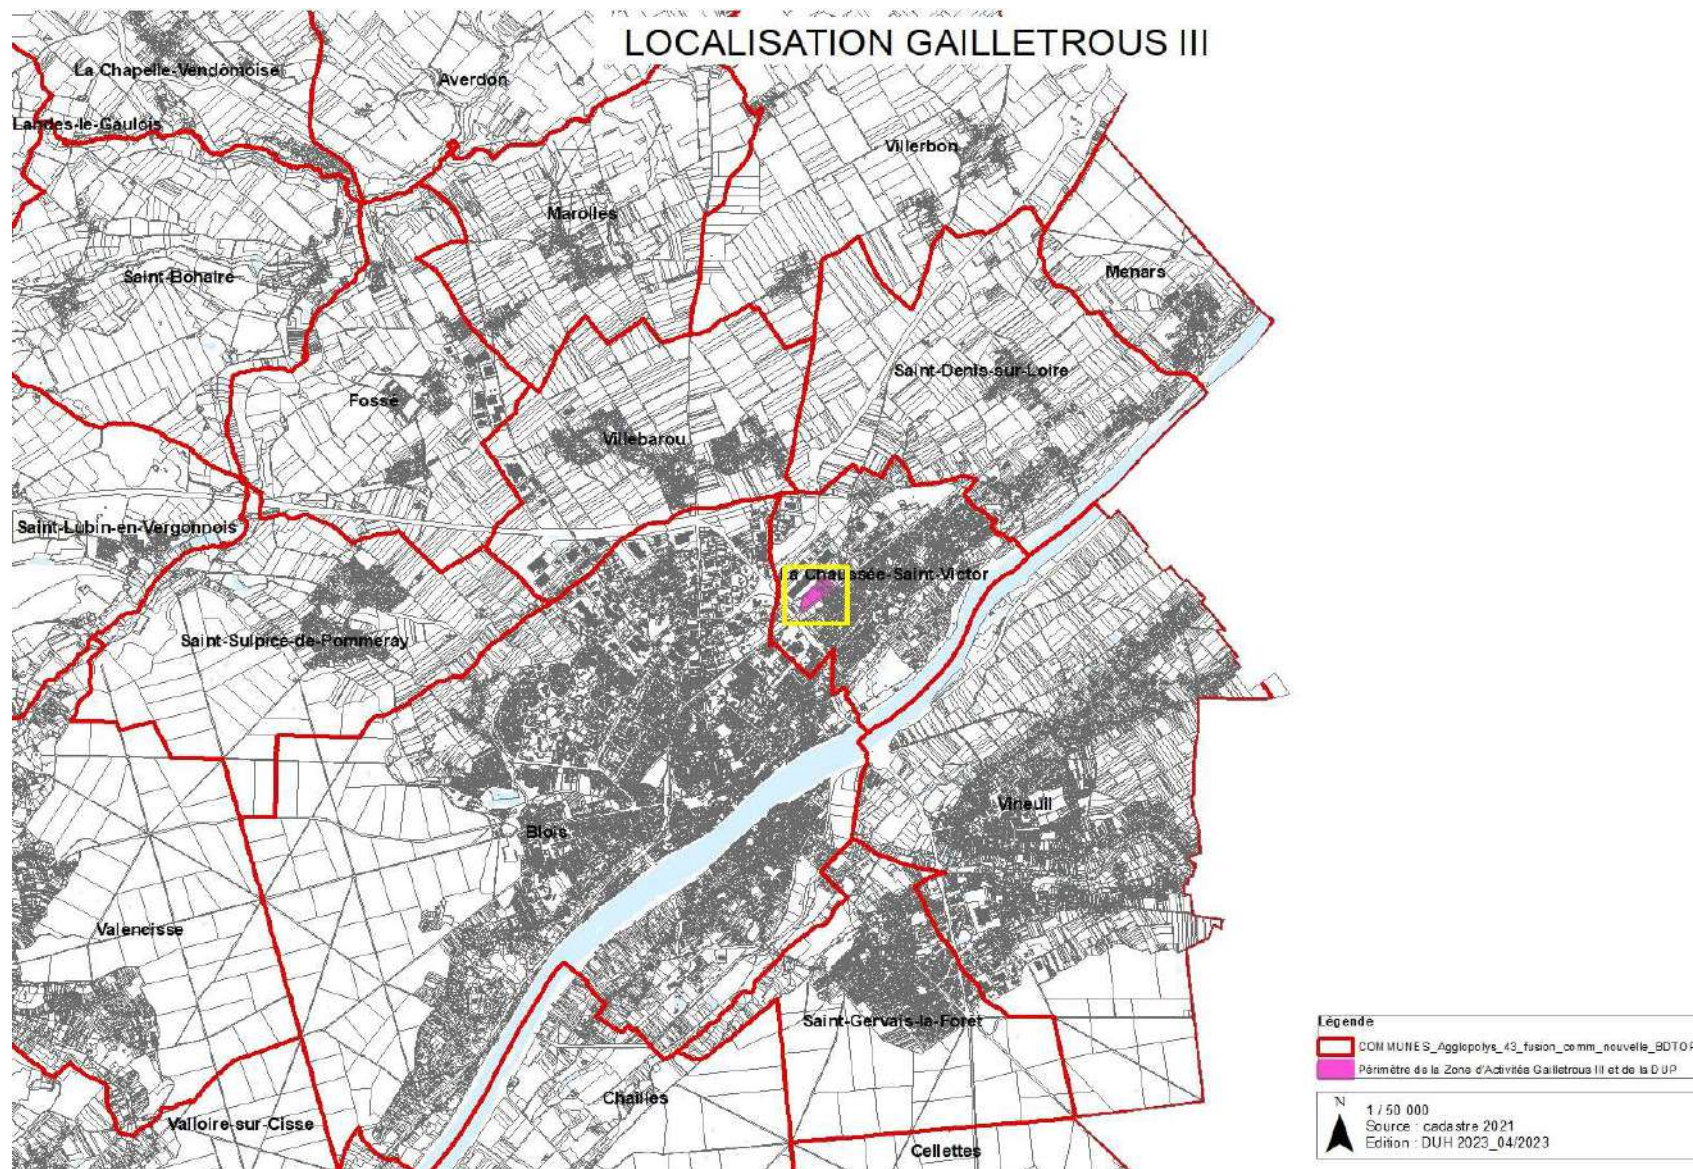 LOCALISATION GAILLETROUS III
La Chapelle-Vendômoise
Averdon
Landes-le-Gaulois
Villerbon
Marolles
Saint-Bohaire
Menars
Saint-Denis-sur-Loire
Fossé
Villebarou
Saint-Lubin-en-Vergonnois
La Chaussée-Saint-Victor
Saint-Sulpice-de-Pommeray
Vineuil
Blois
Valencisse
Saint-Gervais-la-Forêt
Chailles
Valloire-sur-Cisse
Cellettes
Légende
COMMUNES_Agglopolys_43_fusion_comm_nouvelle_BDTOP
Périmètre de la Zone d'Activités Gailletrous III et de la DUP
N
1 / 50 000
Source : cadastre 2021
Edition : DUH 2023_04/2023